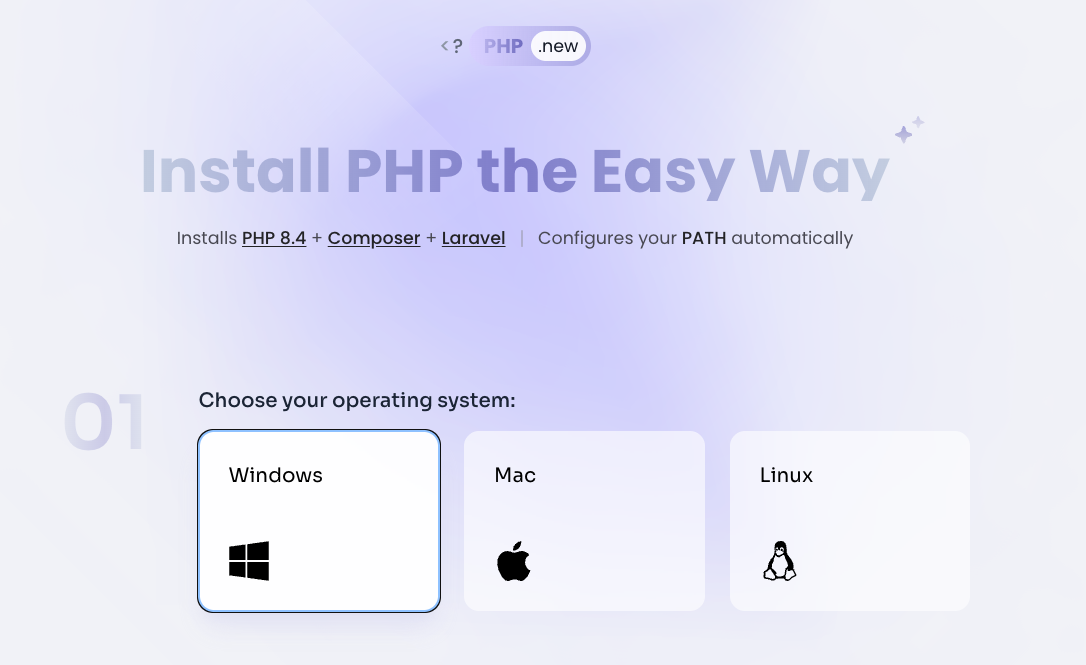 <? PHP .new
Install PHP the Easy Way
Installs PHP 8.4 + Composer + Laravel | Configures your PATH automatically
01
Choose your operating system:
Windows
Mac
Linux